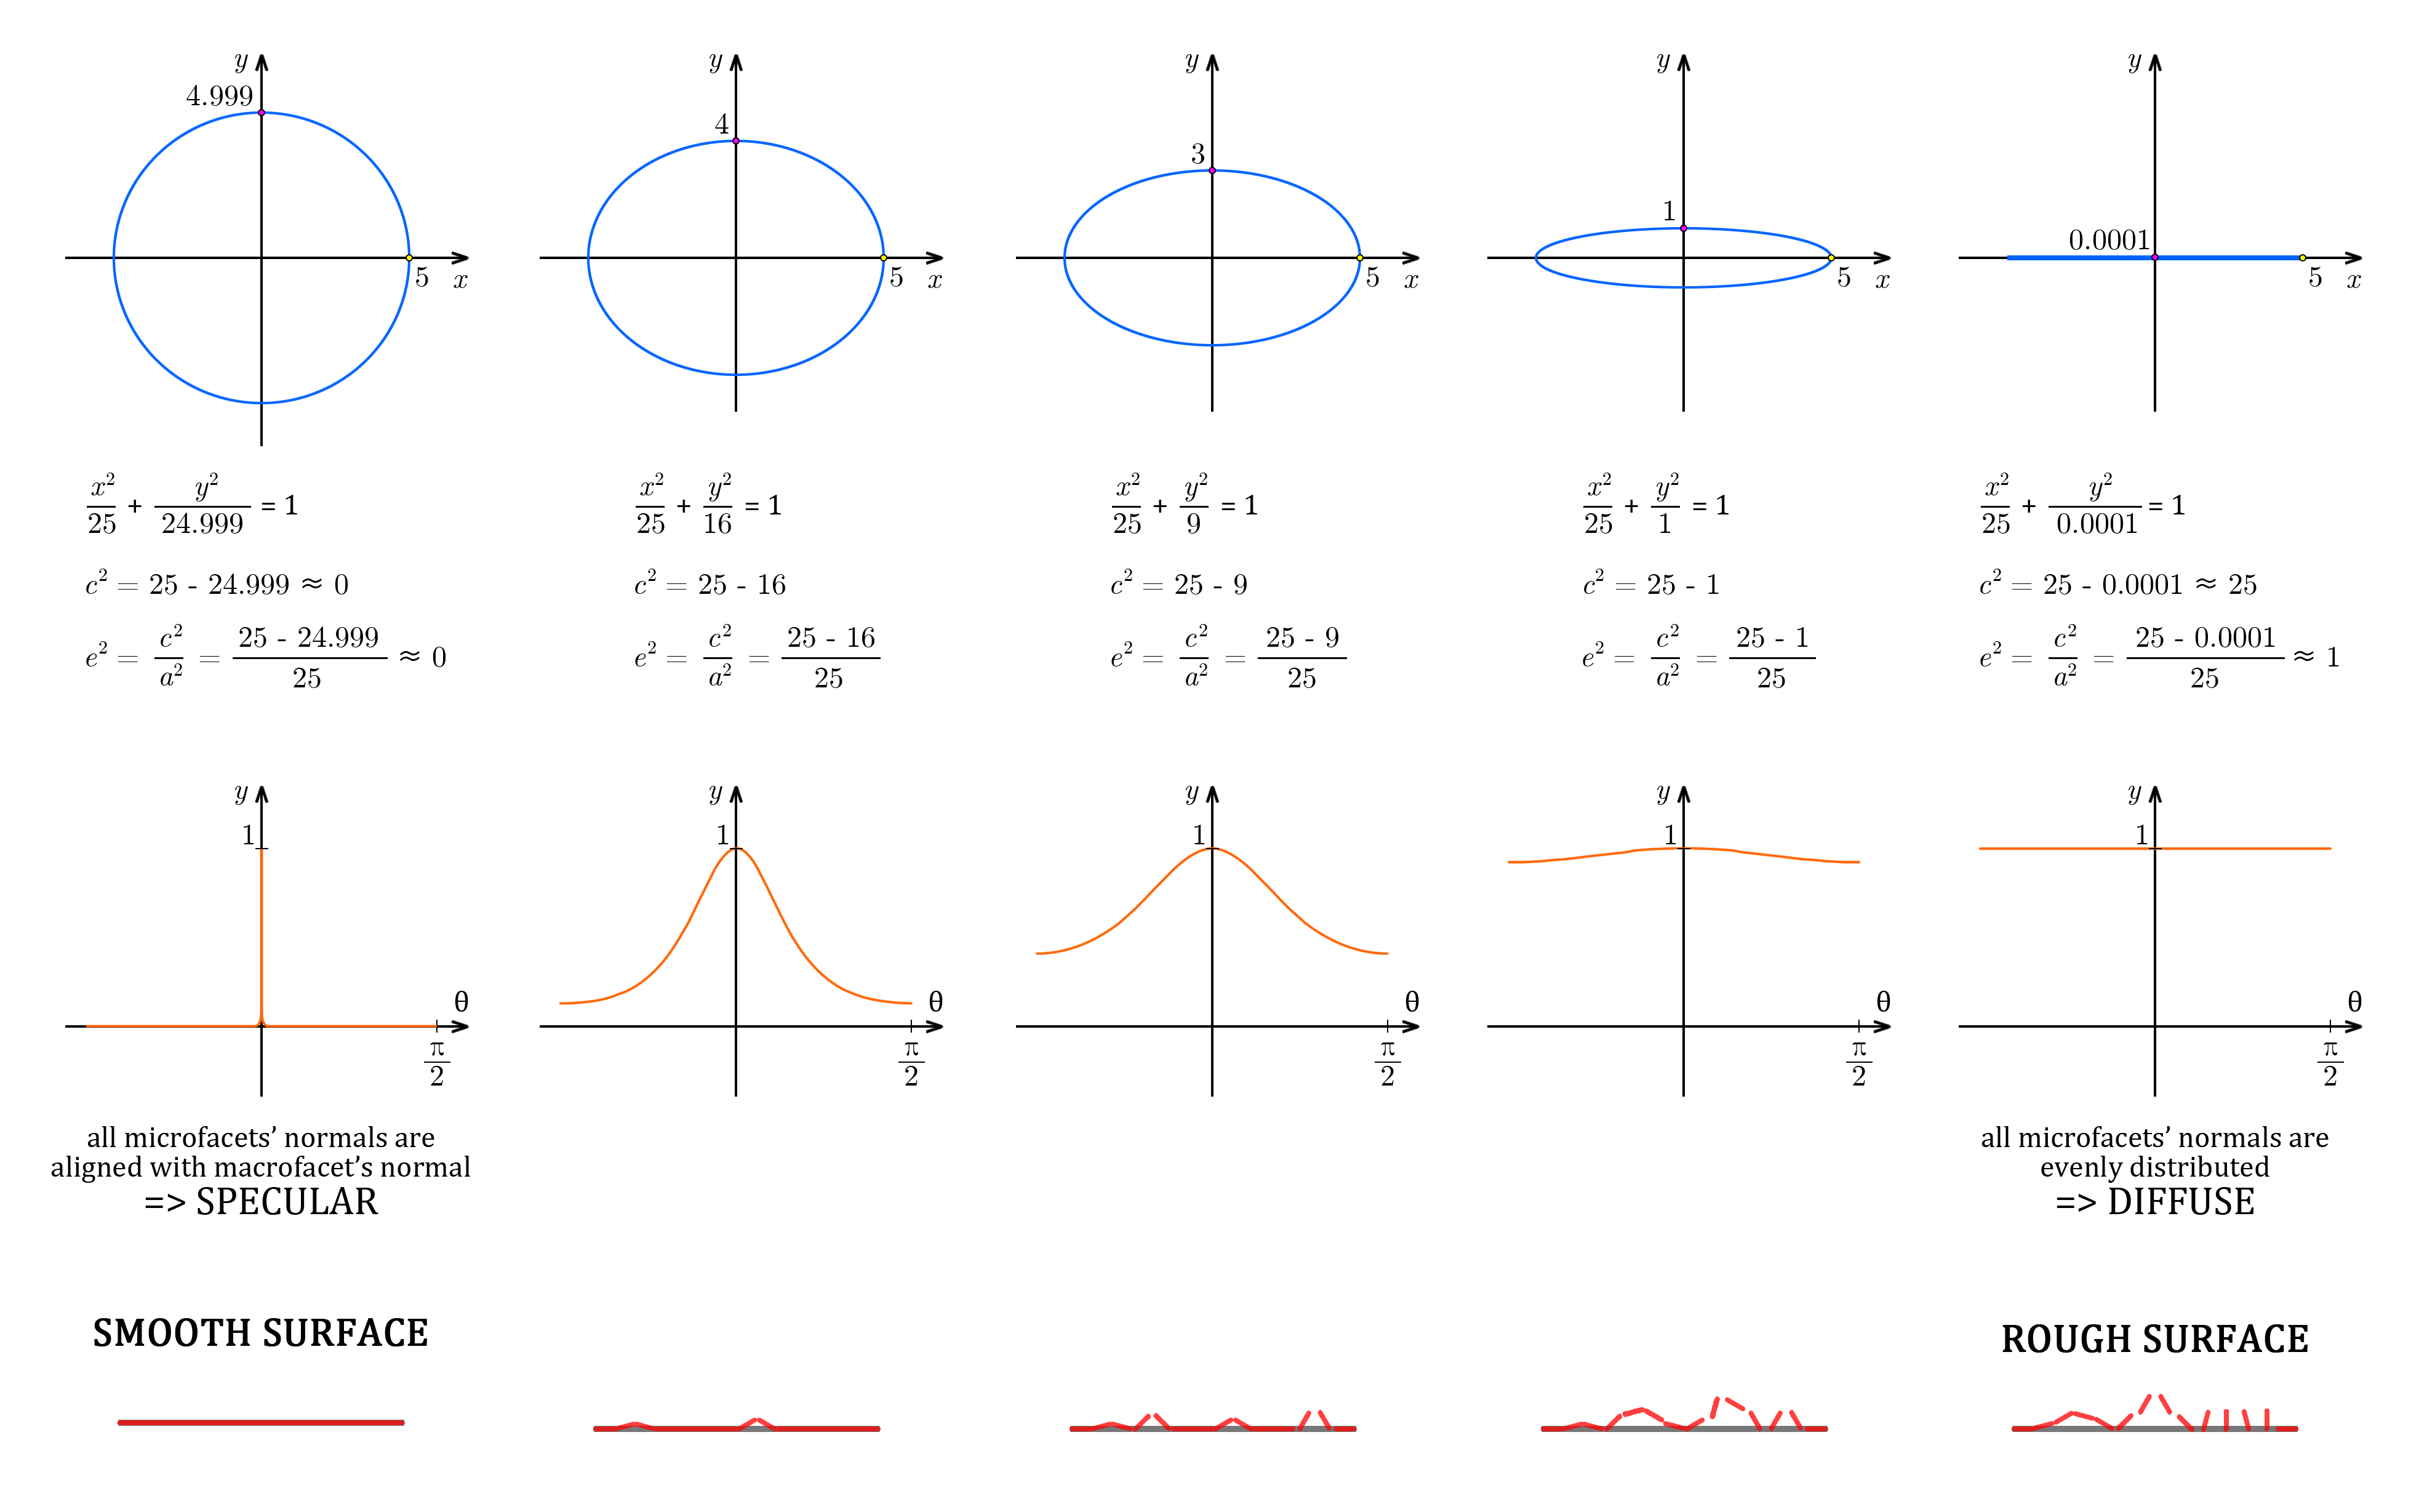 y y y y y
4.999 4 3 1 0.0001
5 x 5 x 5 x 5 x 5 x
x²/25 + y²/24.999 = 1
x²/25 + y²/16 = 1
x²/25 + y²/9 = 1
x²/25 + y²/1 = 1
x²/25 + y²/0.0001 = 1
c² = 25 - 24.999 ≈ 0
c² = 25 - 16
c² = 25 - 9
c² = 25 - 1
c² = 25 - 0.0001 ≈ 25
e² = c²/a² = 25 - 24.999/25 ≈ 0
e² = c²/a² = 25 - 16/25
e² = c²/a² = 25 - 9/25
e² = c²/a² = 25 - 1/25
e² = c²/a² = 25 - 0.0001/25 ≈ 1
y y y y y
1 1 1 1 1
θ θ θ θ θ
π/2 π/2 π/2 π/2 π/2
all microfacets’ normals are
aligned with macrofacet’s normal
=> SPECULAR
all microfacets’ normals are
evenly distributed
=> DIFFUSE
SMOOTH SURFACE
ROUGH SURFACE